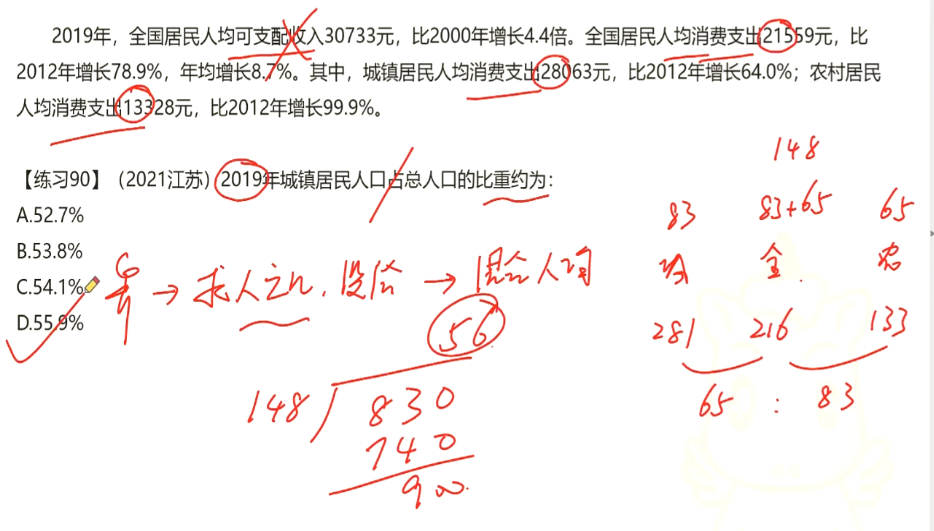 2019年，全国居民人均可支配收入30733元，比2000年增长4.4倍。全国居民人均消费支出21559元，比
2012年增长78.9%，年均增长8.7%。其中，城镇居民人均消费支出28063元，比2012年增长64.0%；农村居民
人均消费支出13328元，比2012年增长99.9%。
【练习90】（2021江苏）2019年城镇居民人口占总人口的比重约为：
A.52.7%
B.53.8%
C.54.1%
D.55.9%
→求人之比，没给→只给人均
148
83 83+65 65
城 全 农
281 216 133
65 : 83
56
148 830
740
900